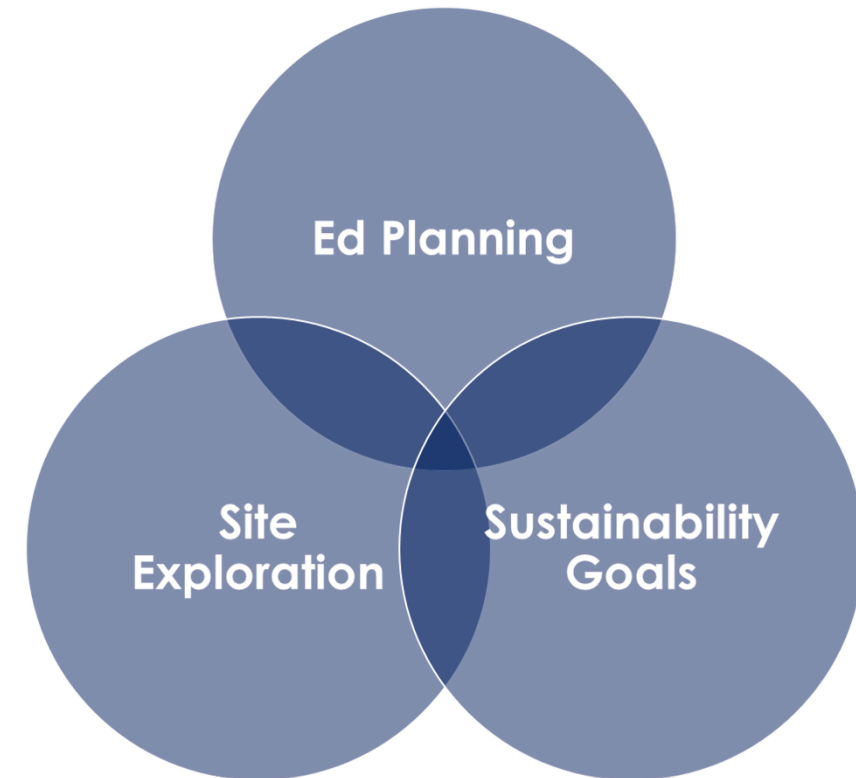 Ed Planning
Site
Exploration
Sustainability
Goals